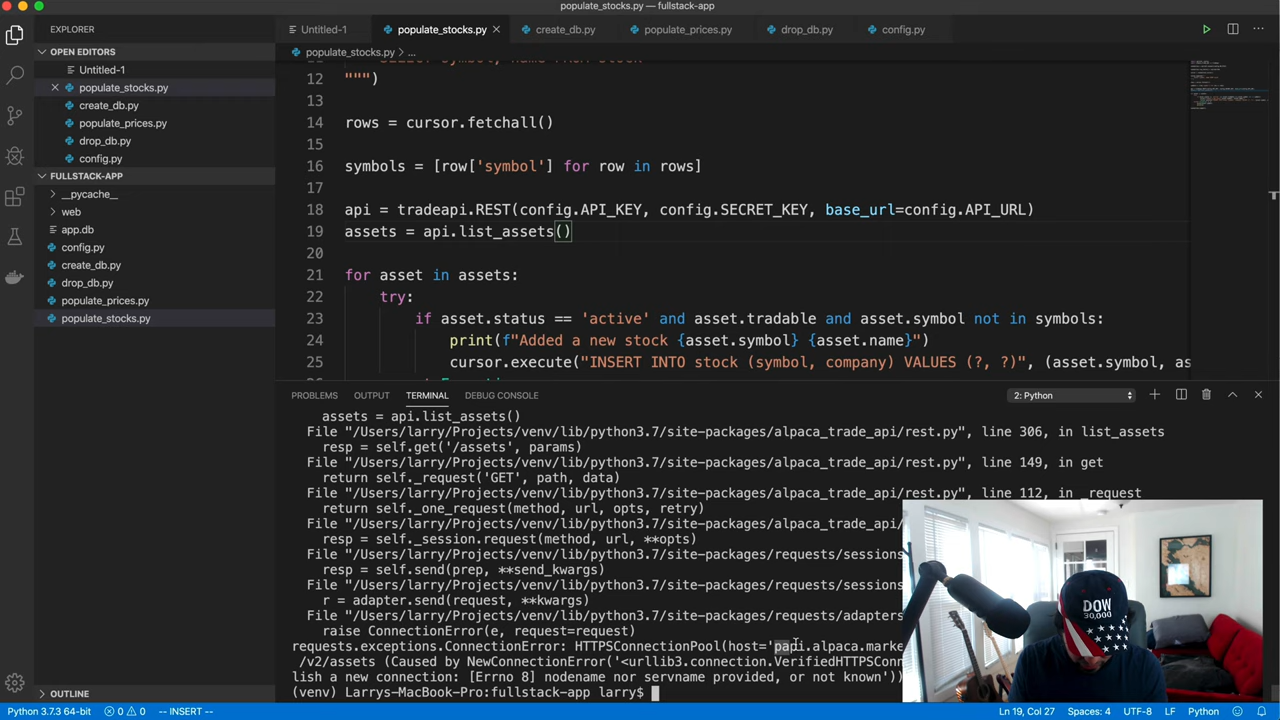 populate_stocks.py — fullstack-app
EXPLORER
Untitled-1
populate_stocks.py
create_db.py
populate_prices.py
drop_db.py
config.py
OPEN EDITORS
populate_stocks.py > ...
Untitled-1
populate_stocks.py
create_db.py
populate_prices.py
drop_db.py
config.py
FULLSTACK-APP
__pycache__
web
app.db
config.py
create_db.py
drop_db.py
populate_prices.py
populate_stocks.py
OUTLINE
12 """)
13
14 rows = cursor.fetchall()
15
16 symbols = [row['symbol'] for row in rows]
17
18 api = tradeapi.REST(config.API_KEY, config.SECRET_KEY, base_url=config.API_URL)
19 assets = api.list_assets()
20
21 for asset in assets:
22 try:
23 if asset.status == 'active' and asset.tradable and asset.symbol not in symbols:
24 print(f"Added a new stock {asset.symbol} {asset.name}")
25 cursor.execute("INSERT INTO stock (symbol, company) VALUES (?, ?)", (asset.symbol, as
PROBLEMS OUTPUT TERMINAL DEBUG CONSOLE 2: Python
assets = api.list_assets()
File "/Users/larry/Projects/venv/lib/python3.7/site-packages/alpaca_trade_api/rest.py", line 306, in list_assets
resp = self.get('/assets', params)
File "/Users/larry/Projects/venv/lib/python3.7/site-packages/alpaca_trade_api/rest.py", line 149, in get
return self._request('GET', path, data)
File "/Users/larry/Projects/venv/lib/python3.7/site-packages/alpaca_trade_api/rest.py", line 112, in _request
return self._one_request(method, url, opts, retry)
File "/Users/larry/Projects/venv/lib/python3.7/site-packages/alpaca_trade_api/
resp = self._session.request(method, url, **opts)
File "/Users/larry/Projects/venv/lib/python3.7/site-packages/requests/sessions
resp = self.send(prep, **send_kwargs)
File "/Users/larry/Projects/venv/lib/python3.7/site-packages/requests/sessions
r = adapter.send(request, **kwargs)
File "/Users/larry/Projects/venv/lib/python3.7/site-packages/requests/adapters
raise ConnectionError(e, request=request)
requests.exceptions.ConnectionError: HTTPSConnectionPool(host='papi.alpaca.marke
/v2/assets (Caused by NewConnectionError('<urllib3.connection.VerifiedHTTPSConn
lish a new connection: [Errno 8] nodename nor servname provided, or not known'))
(venv) Larrys-MacBook-Pro:fullstack-app larry$
DOW
30,000
Python 3.7.3 64-bit 0 0 -- INSERT -- Ln 19, Col 27 Spaces: 4 UTF-8 LF Python